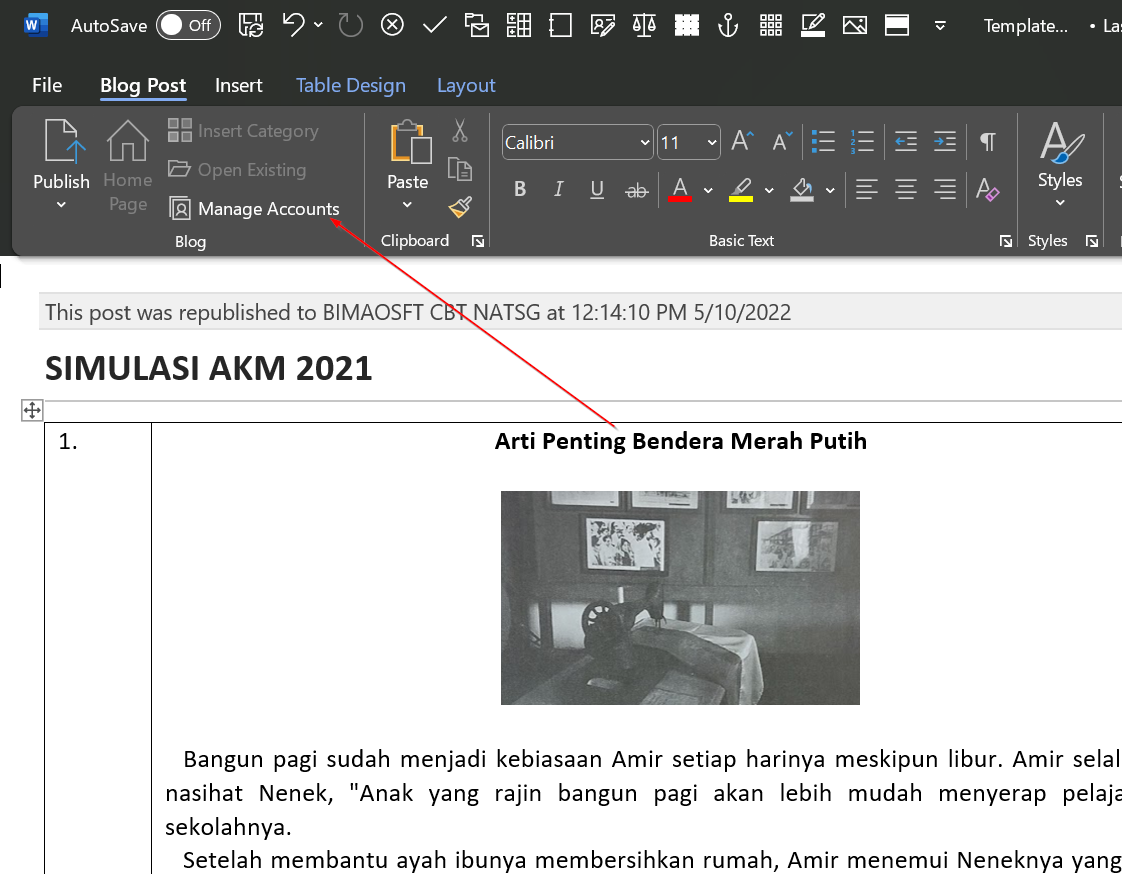 W AutoSave Off Template... • Las
File Blog Post Insert Table Design Layout
Publish
Home Page
Insert Category
Open Existing
Manage Accounts
Blog
Paste
Clipboard
Calibri 11
A A
B I U ab A A
Basic Text
Styles
Styles
This post was republished to BIMAOSFT CBT NATSG at 12:14:10 PM 5/10/2022
SIMULASI AKM 2021
1. Arti Penting Bendera Merah Putih
Bangun pagi sudah menjadi kebiasaan Amir setiap harinya meskipun libur. Amir selal
nasihat Nenek, "Anak yang rajin bangun pagi akan lebih mudah menyerap pelaja
sekolahnya.
Setelah membantu ayah ibunya membersihkan rumah, Amir menemui Neneknya yang